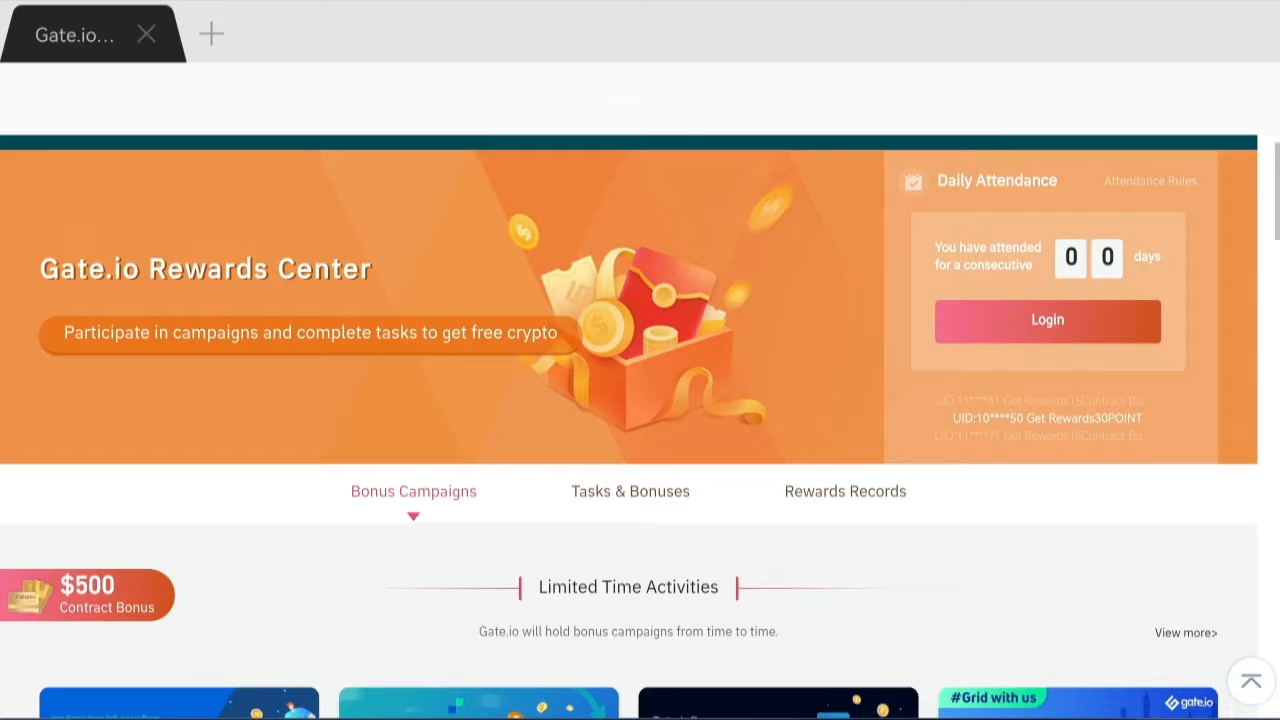 Gate.io...
Gate.io Rewards Center
Participate in campaigns and complete tasks to get free crypto
Daily Attendance
Attendance Rules
You have attended
for a consecutive
0 0 days
Login
UID:10****50 Get Rewards30POINT
Bonus Campaigns
Tasks & Bonuses
Rewards Records
$500
Contract Bonus
Limited Time Activities
Gate.io will hold bonus campaigns from time to time.
View more>
#Grid with us
gate.io